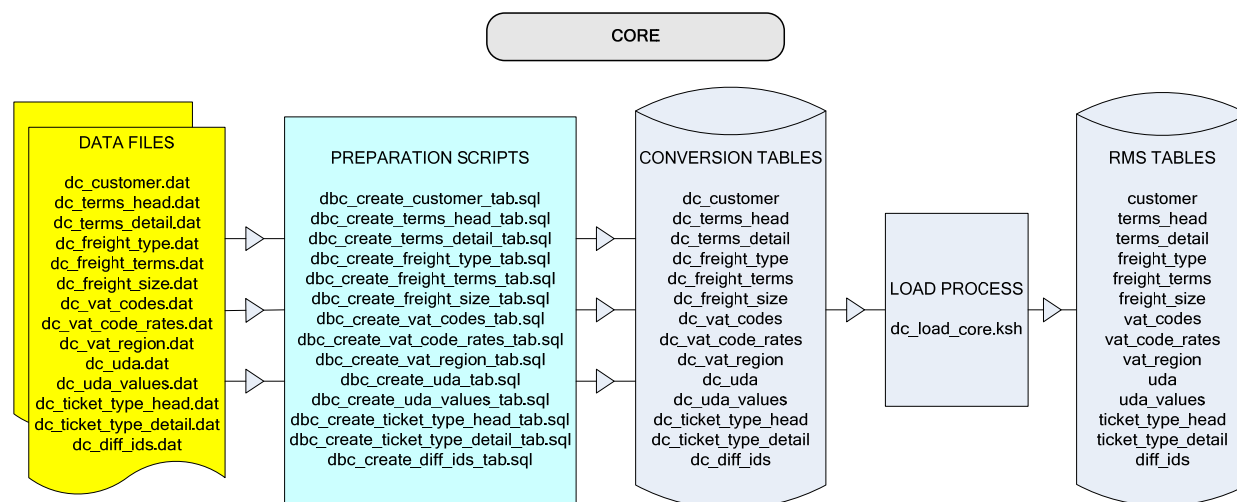 CORE
DATA FILES
dc_customer.dat
dc_terms_head.dat
dc_terms_detail.dat
dc_freight_type.dat
dc_freight_terms.dat
dc_freight_size.dat
dc_vat_codes.dat
dc_vat_code_rates.dat
dc_vat_region.dat
dc_uda.dat
dc_uda_values.dat
dc_ticket_type_head.dat
dc_ticket_type_detail.dat
dc_diff_ids.dat
PREPARATION SCRIPTS
dbc_create_customer_tab.sql
dbc_create_terms_head_tab.sql
dbc_create_terms_detail_tab.sql
dbc_create_freight_type_tab.sql
dbc_create_freight_terms_tab.sql
dbc_create_freight_size_tab.sql
dbc_create_vat_codes_tab.sql
dbc_create_vat_code_rates_tab.sql
dbc_create_vat_region_tab.sql
dbc_create_uda_tab.sql
dbc_create_uda_values_tab.sql
dbc_create_ticket_type_head_tab.sql
dbc_create_ticket_type_detail_tab.sql
dbc_create_diff_ids_tab.sql
CONVERSION TABLES
dc_customer
dc_terms_head
dc_terms_detail
dc_freight_type
dc_freight_terms
dc_freight_size
dc_vat_codes
dc_vat_code_rates
dc_vat_region
dc_uda
dc_uda_values
dc_ticket_type_head
dc_ticket_type_detail
dc_diff_ids
LOAD PROCESS
dc_load_core.ksh
RMS TABLES
customer
terms_head
terms_detail
freight_type
freight_terms
freight_size
vat_codes
vat_code_rates
vat_region
uda
uda_values
ticket_type_head
ticket_type_detail
diff_ids